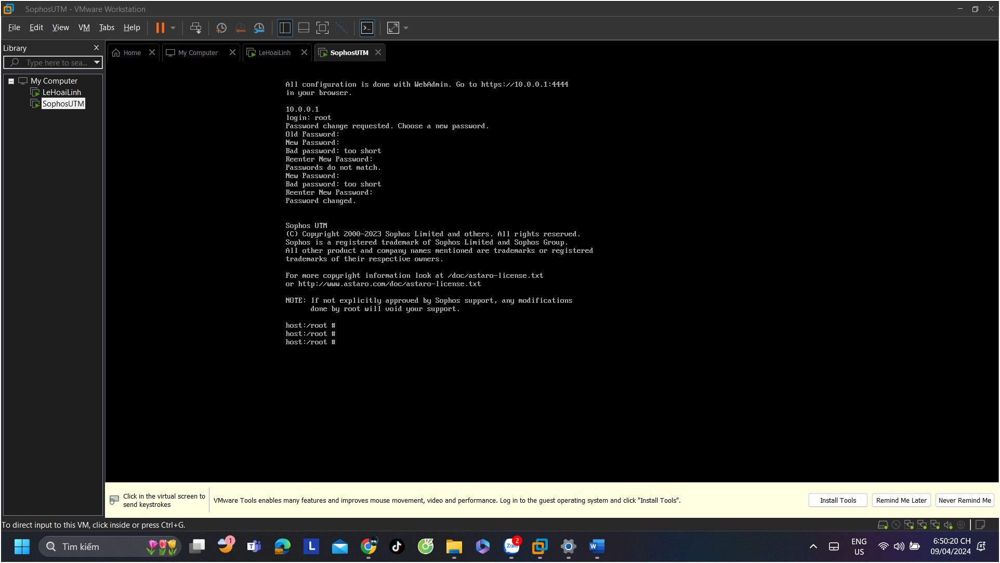 SophosUTM - VMware Workstation
File Edit View VM Tabs Help
Library
Type here to sea...
My Computer
LeHoaiLinh
SophosUTM
Home
My Computer
LeHoaiLinh
SophosUTM
All configuration is done with WebAdmin. Go to https://10.0.0.1:4444
in your browser.
10.0.0.1
login: root
Password change requested. Choose a new password.
Old Password:
New Password:
Bad password: too short
Reenter New Password:
Passwords do not match.
New Password:
Bad password: too short
Reenter New Password:
Password changed.
Sophos UTM
(C) Copyright 2000-2023 Sophos Limited and others. All rights reserved.
Sophos is a registered trademark of Sophos Limited and Sophos Group.
All other product and company names mentioned are trademarks or registered
trademarks of their respective owners.
For more copyright information look at /doc/astaro-license.txt
or http://www.astaro.com/doc/astaro-license.txt
NOTE: If not explicitly approved by Sophos support, any modifications
done by root will void your support.
host:/root #
host:/root #
host:/root #
Click in the virtual screen to
send keystrokes
VMware Tools enables many features and improves mouse movement, video and performance. Log in to the guest operating system and click "Install Tools".
Install Tools
Remind Me Later
Never Remind Me
To direct input to this VM, click inside or press Ctrl+G.
Tìm kiếm
1
L
Zalo
2
W
ENG
US
6:50:20 CH
09/04/2024